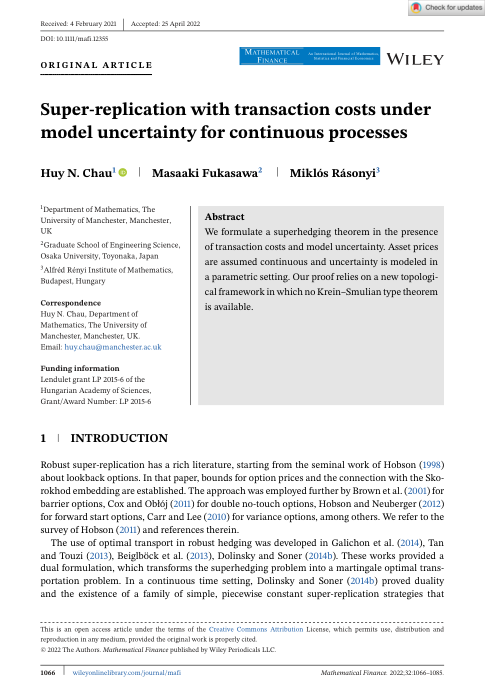 Check for updates
Received: 4 February 2021 | Accepted: 25 April 2022
DOI: 10.1111/mafi.12355
ORIGINAL ARTICLE
MATHEMATICAL FINANCE
An International Journal of Mathematics, Statistics and Financial Economics
WILEY
Super-replication with transaction costs under
model uncertainty for continuous processes
Huy N. Chau¹ | Masaaki Fukasawa² | Miklós Rásonyi³
¹Department of Mathematics, The
University of Manchester, Manchester,
UK
²Graduate School of Engineering Science,
Osaka University, Toyonaka, Japan
³Alfréd Rényi Institute of Mathematics,
Budapest, Hungary
Correspondence
Huy N. Chau, Department of
Mathematics, The University of
Manchester, Manchester, UK.
Email: huy.chau@manchester.ac.uk
Funding information
Lendulet grant LP 2015-6 of the
Hungarian Academy of Sciences,
Grant/Award Number: LP 2015-6
Abstract
We formulate a superhedging theorem in the presence
of transaction costs and model uncertainty. Asset prices
are assumed continuous and uncertainty is modeled in
a parametric setting. Our proof relies on a new topologi-
cal framework in which no Krein–Smulian type theorem
is available.
1 | INTRODUCTION
Robust super-replication has a rich literature, starting from the seminal work of Hobson (1998)
about lookback options. In that paper, bounds for option prices and the connection with the Sko-
rokhod embedding are established. The approach was employed further by Brown et al. (2001) for
barrier options, Cox and Obłój (2011) for double no-touch options, Hobson and Neuberger (2012)
for forward start options, Carr and Lee (2010) for variance options, among others. We refer to the
survey of Hobson (2011) and references therein.
The use of optimal transport in robust hedging was developed in Galichon et al. (2014), Tan
and Touzi (2013), Beiglböck et al. (2013), Dolinsky and Soner (2014b). These works provided a
dual formulation, which transforms the superhedging problem into a martingale optimal trans-
portation problem. In a continuous time setting, Dolinsky and Soner (2014b) proved duality
and the existence of a family of simple, piecewise constant super-replication strategies that
This is an open access article under the terms of the Creative Commons Attribution License, which permits use, distribution and
reproduction in any medium, provided the original work is properly cited.
© 2022 The Authors. Mathematical Finance published by Wiley Periodicals LLC.
1066 | wileyonlinelibrary.com/journal/mafi
Mathematical Finance. 2022;32:1066–1085.